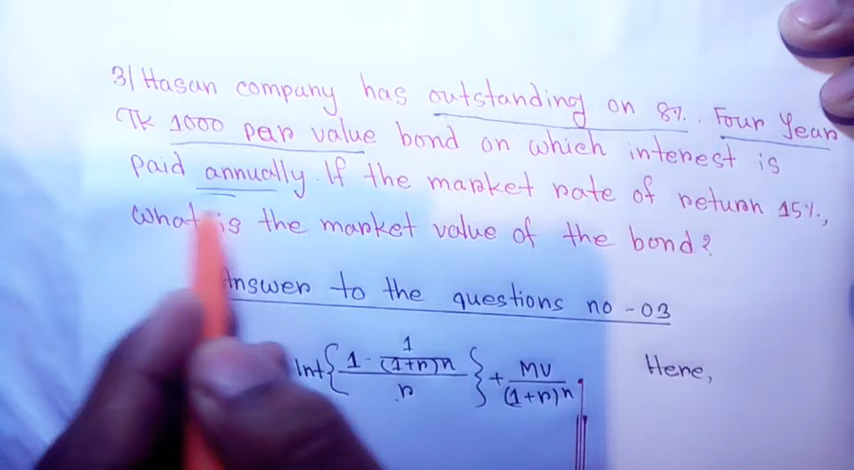 3| Hasan company has outstanding on 8%. Four Year
TK 1000 par value bond on which interest is
paid annually. If the market rate of return 15%,
what is the market value of the bond?
Answer to the questions no - 03
Int { 1 - 1/(1+r)n / r } + MV/(1+r)n Here,